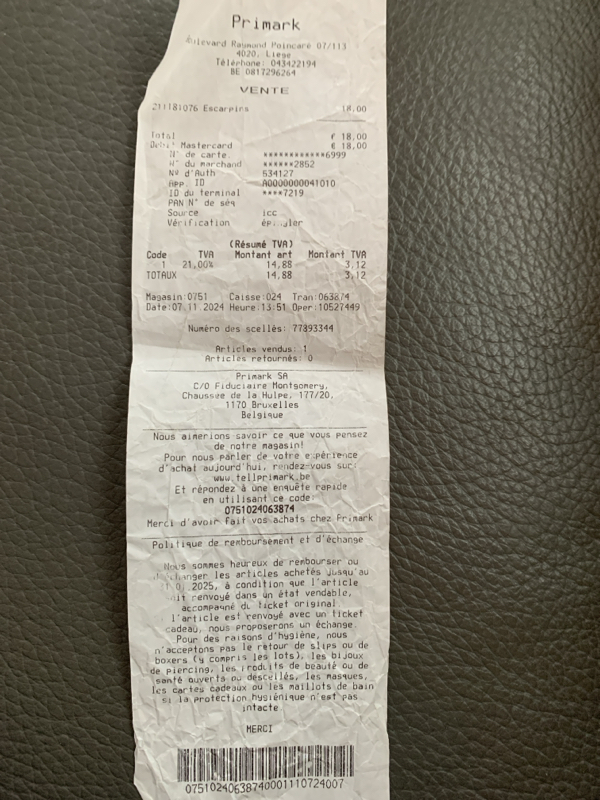 Primark
Boulevard Raymond Poincaré 07/113
4020, Liege
Téléphone: 043422194
BE 0817296264
VENTE
211181076 Escarpins 18,00
Total € 18,00
Debit Mastercard € 18,00
N° de carte. ************6999
N° du marchand ******2852
Nº d'Auth 534127
APP. ID A0000000041010
ID du terminal ****7219
PAN N° de séq
Source icc
Vérification
(Résumé TVA)
Code TVA Montant art Montant TVA
1 21,00% 14,88 3,12
TOTAUX 14,88 3,12
Magasin:0751 Caisse:024 Tran:063874
Date:07.11.2024 Heure:13:51 Oper:10527449
Numéro des scellés: 77893344
Articles vendus: 1
Articles retournés: 0
Primark SA
C/O Fiduciaire Montgomery,
Chaussée de la Hulpe, 177/20,
1170 Bruxelles
Belgique
Nous aimerions savoir ce que vous pensez
de notre magasin!
Pour nous parler de votre expérience
d'achat aujourd'hui, rendez-vous sur:
www.tellprimark.be
Et répondez à une enquête rapide
en utilisant ce code:
0751024063874
Merci d'avoir fait vos achats chez Primark
Politique de remboursement et d'échange
Nous sommes heureux de rembourser ou
d'échanger les articles achetés jusqu'au
2025, à condition que l'article
soit renvoyé dans un état vendable,
accompagné du ticket original
l'article est renvoyé avec un ticket
cadeau, nous proposerons un échange.
Pour des raisons d'hygiène, nous
n'acceptons pas le retour de slips ou de
boxers (y compris les lots), les bijoux
de piercing, les produits de beauté ou de
santé ouverts ou descellés, les masques,
les cartes cadeaux ou les maillots de bain
si la protection hygiénique n'est pas
intacte
MERCI
07510240638740001110724007